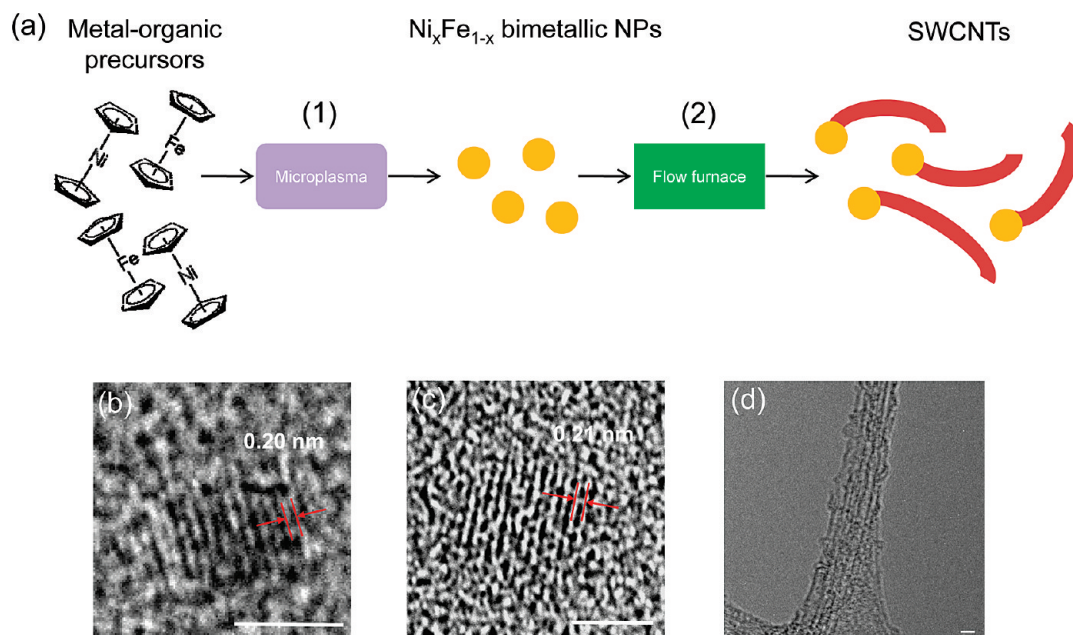 (a)
Metal-organic
precursors
Ni
Fe
Fe
Ni
(1)
Microplasma
NiₓFe₁₋ₓ bimetallic NPs
(2)
Flow furnace
SWCNTs
(b)
0.20 nm
(c)
0.21 nm
(d)